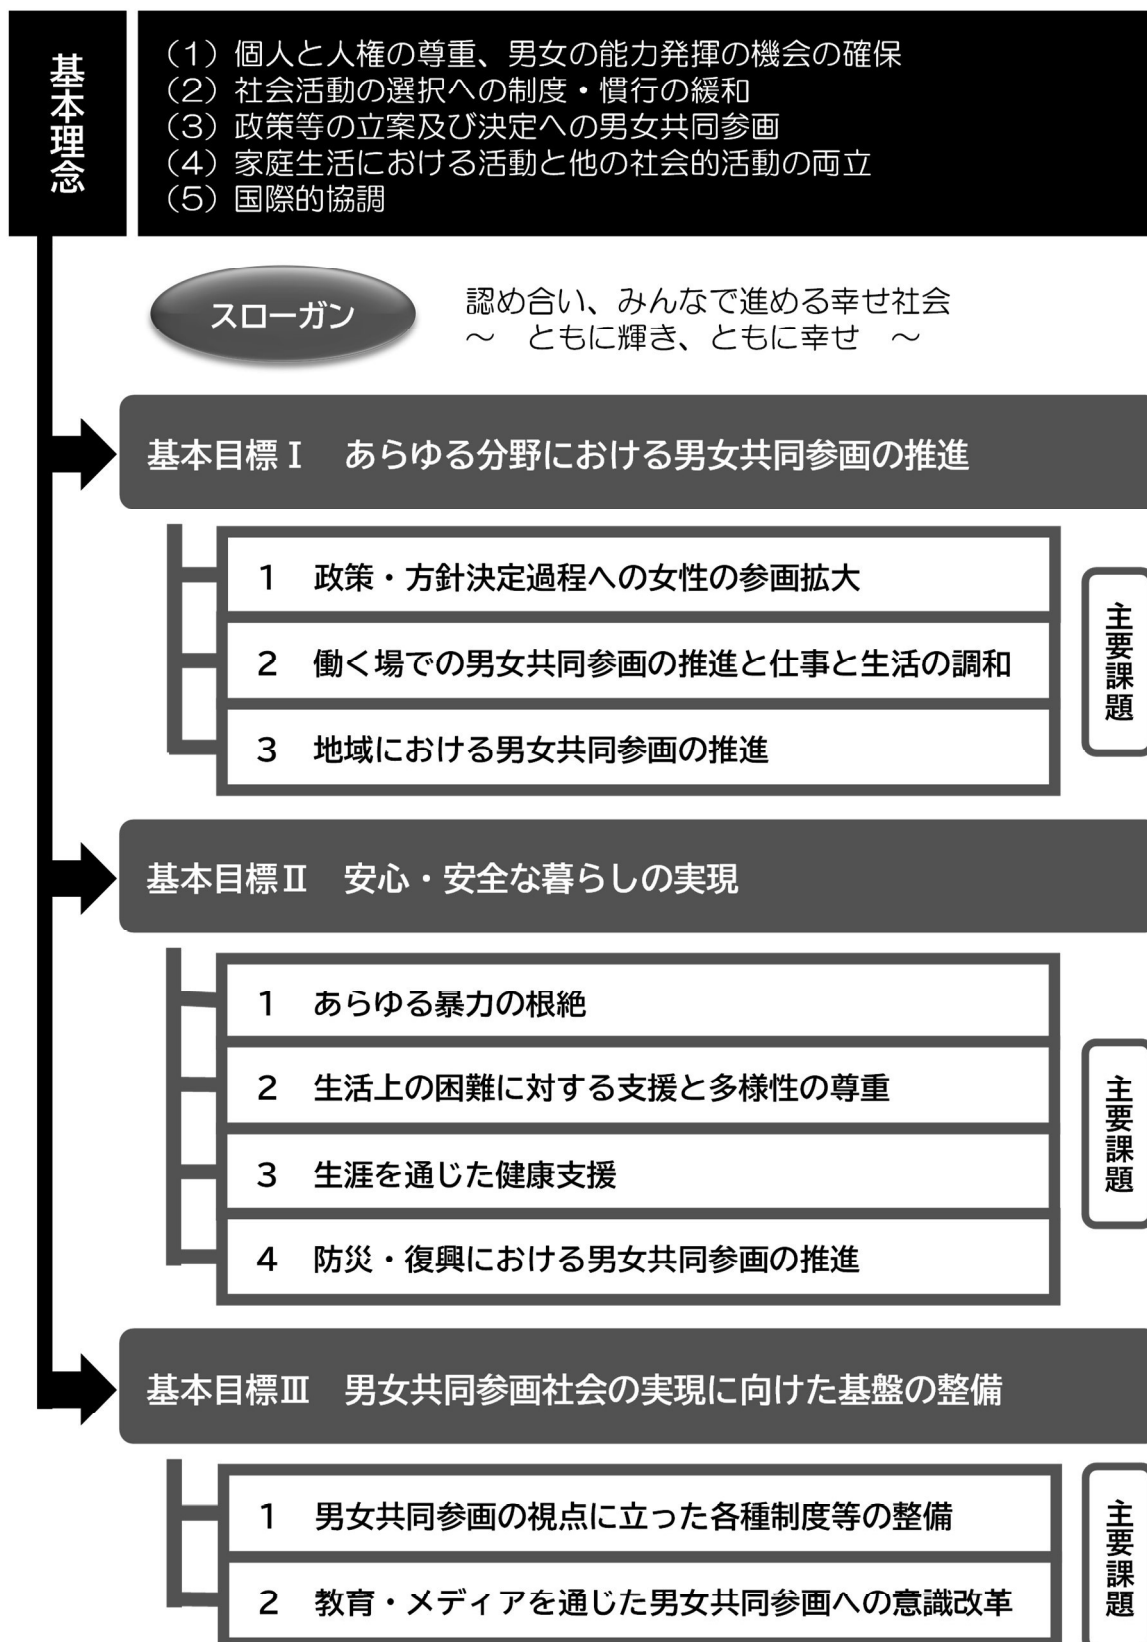 基本理念
（1）個人と人権の尊重、男女の能力発揮の機会の確保
（2）社会活動の選択への制度・慣行の緩和
（3）政策等の立案及び決定への男女共同参画
（4）家庭生活における活動と他の社会的活動の両立
（5）国際的協調
スローガン
認め合い、みんなで進める幸せ社会
～　ともに輝き、ともに幸せ　～
基本目標Ⅰ　あらゆる分野における男女共同参画の推進
1　政策・方針決定過程への女性の参画拡大
2　働く場での男女共同参画の推進と仕事と生活の調和
3　地域における男女共同参画の推進
主要課題
基本目標Ⅱ　安心・安全な暮らしの実現
1　あらゆる暴力の根絶
2　生活上の困難に対する支援と多様性の尊重
3　生涯を通じた健康支援
4　防災・復興における男女共同参画の推進
主要課題
基本目標Ⅲ　男女共同参画社会の実現に向けた基盤の整備
1　男女共同参画の視点に立った各種制度等の整備
2　教育・メディアを通じた男女共同参画への意識改革
主要課題